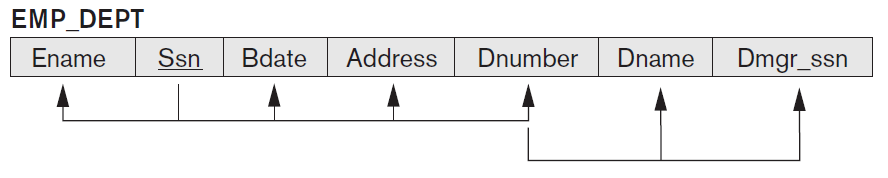 EMP_DEPT
Ename Ssn Bdate Address Dnumber Dname Dmgr_ssn